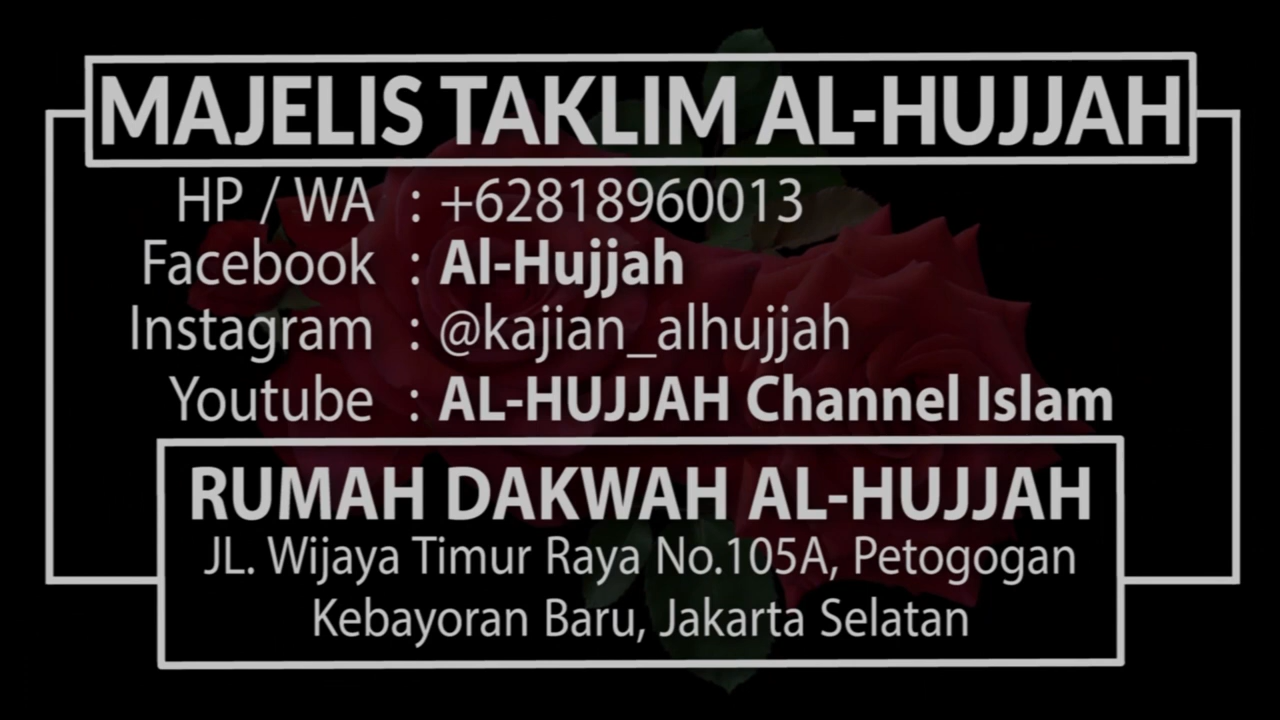 MAJELIS TAKLIM AL-HUJJAH
HP / WA : +62818960013
Facebook : Al-Hujjah
Instagram : @kajian_alhujjah
Youtube : AL-HUJJAH Channel Islam
RUMAH DAKWAH AL-HUJJAH
JL. Wijaya Timur Raya No.105A, Petogogan
Kebayoran Baru, Jakarta Selatan